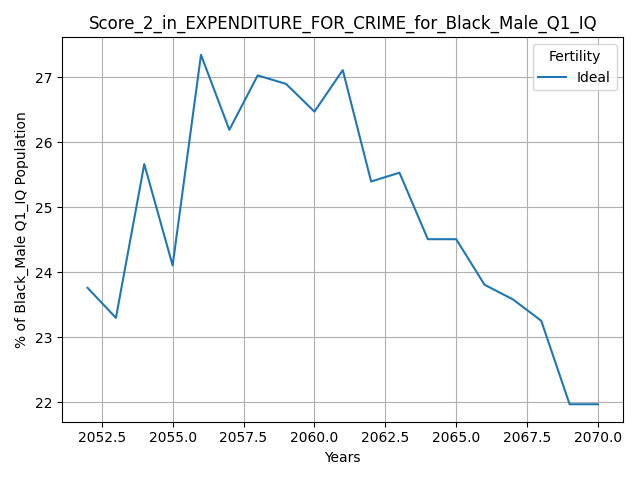 Score_2_in_EXPENDITURE_FOR_CRIME_for_Black_Male_Q1_IQ
Fertility
Ideal
% of Black_Male Q1_IQ Population
27
26
25
24
23
22
2052.5 2055.0 2057.5 2060.0 2062.5 2065.0 2067.5 2070.0
Years